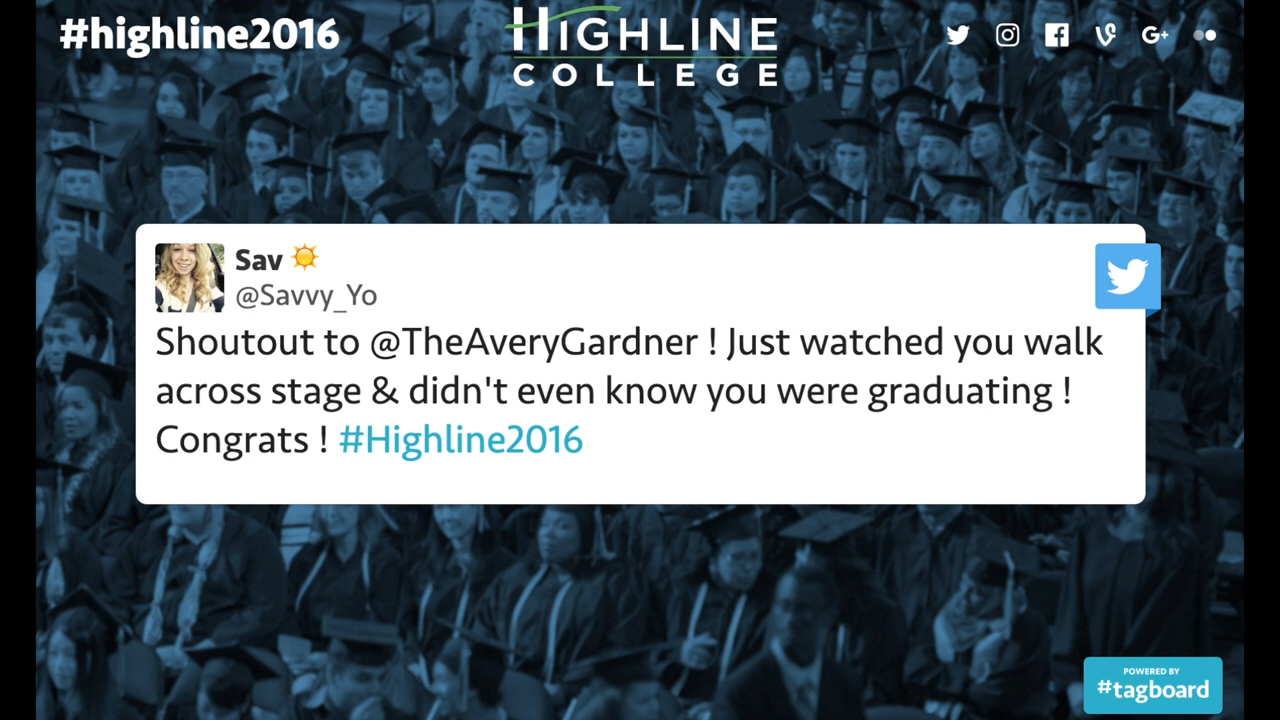 #highline2016
HIGHLINE
COLLEGE
G+
Sav
@Savvy_Yo
Shoutout to @TheAveryGardner ! Just watched you walk
across stage & didn't even know you were graduating !
Congrats ! #Highline2016
POWERED BY
#tagboard